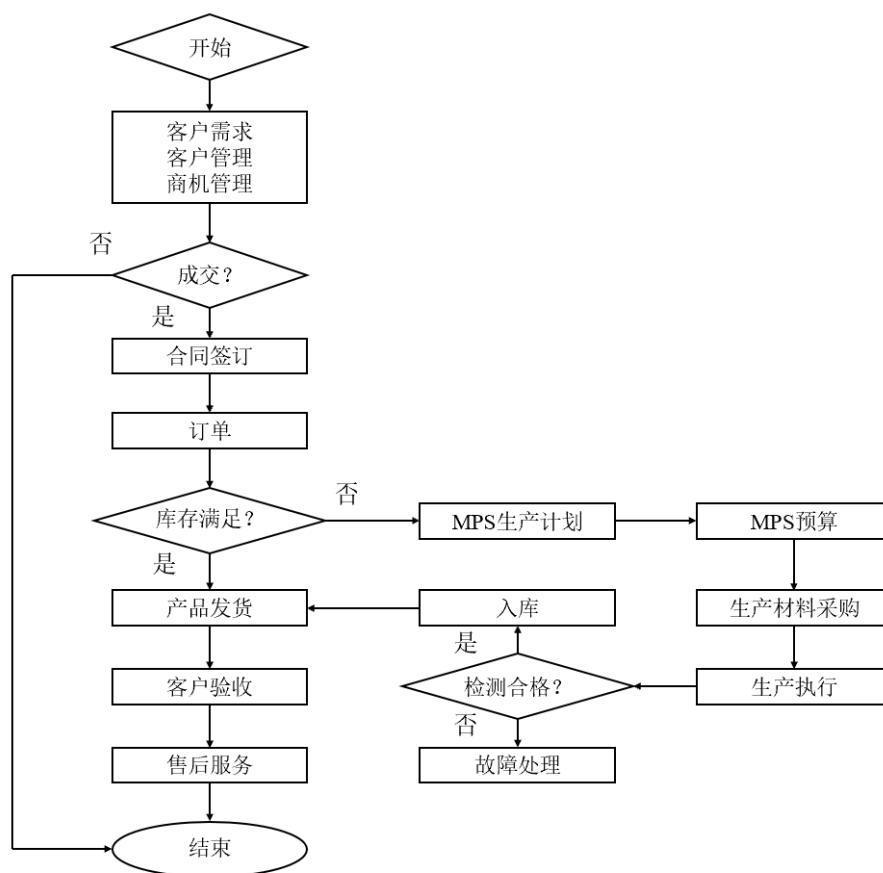 开始
客户需求
客户管理
商机管理
否
成交？
是
合同签订
订单
库存满足？
否
MPS生产计划
MPS预算
是
产品发货
入库
生产材料采购
是
客户验收
检测合格？
生产执行
否
售后服务
故障处理
结束